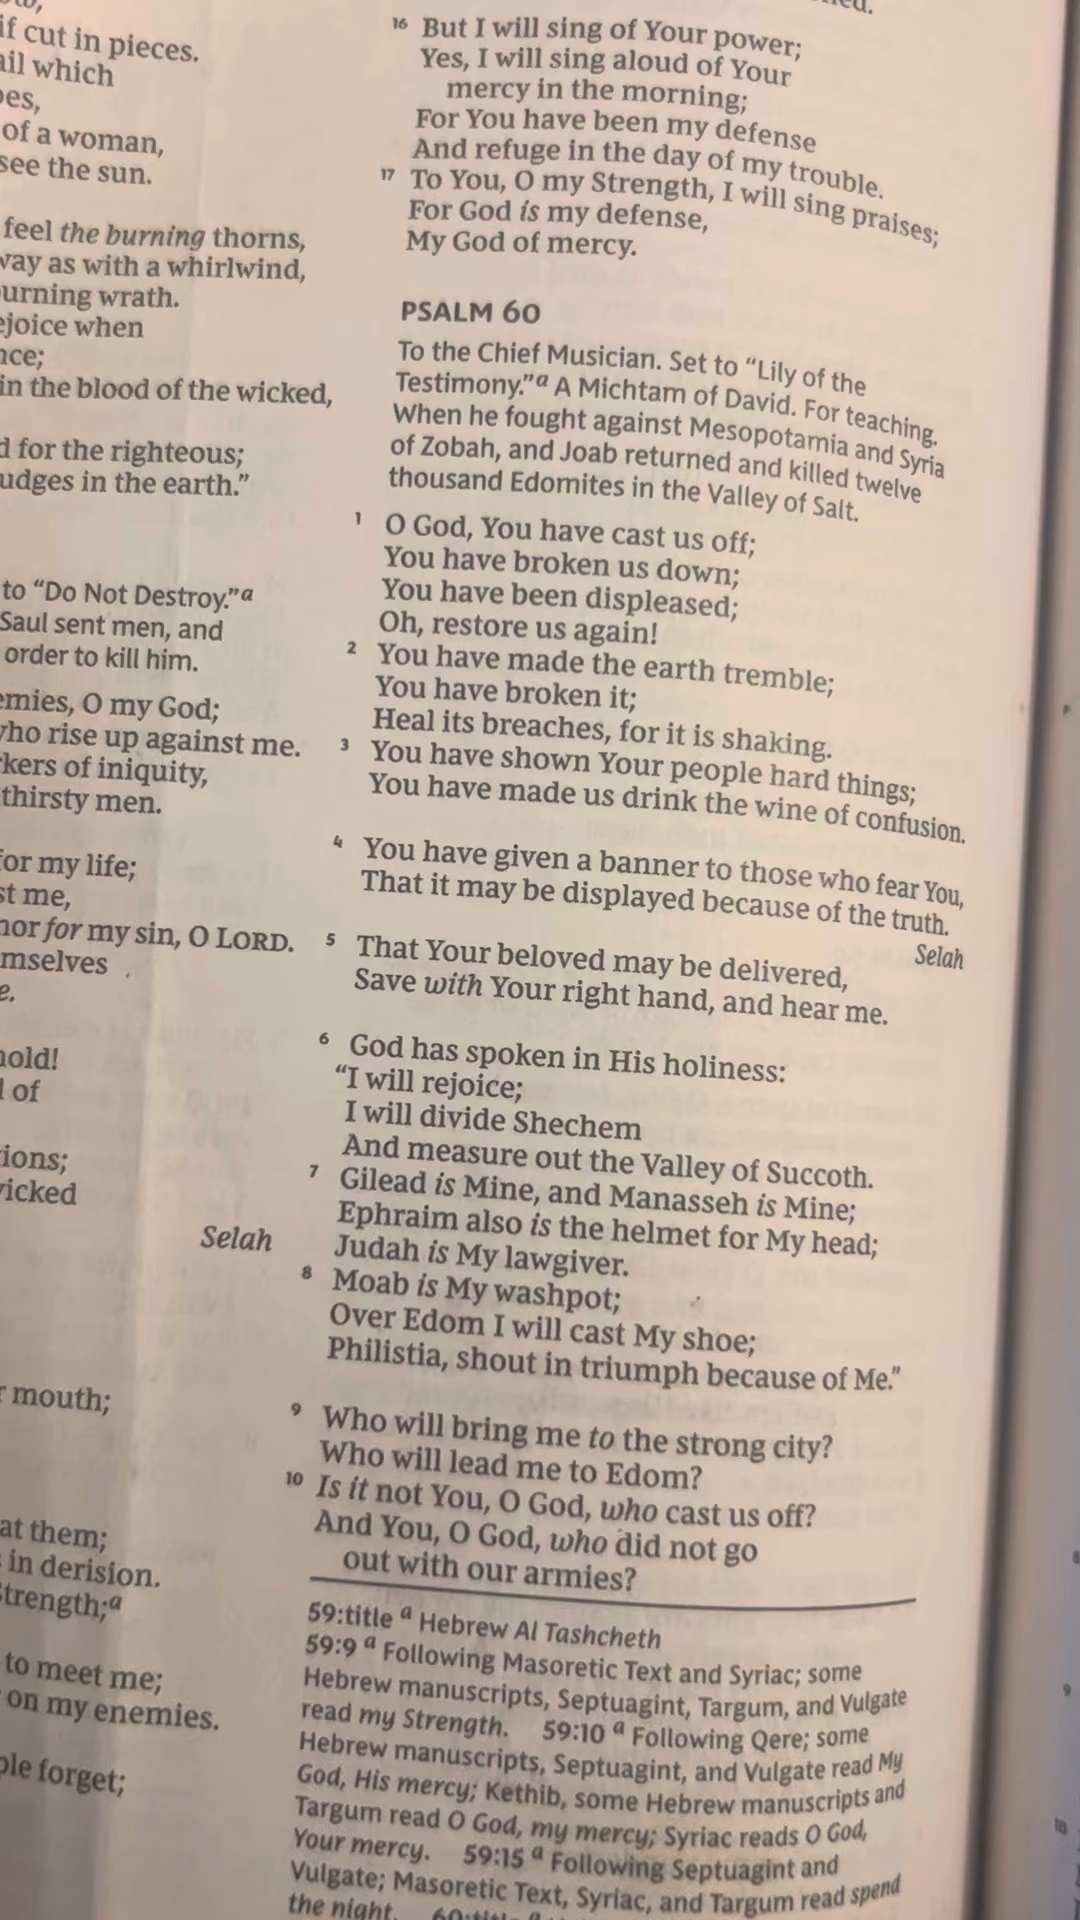 if cut in pieces.
which
of a woman,
see the sun.
feel the burning thorns,
as with a whirlwind,
wrath.
when
in the blood of the wicked,
for the righteous;
in the earth.”
to “Do Not Destroy.”a
Saul sent men, and
order to kill him.
O my God;
rise up against me.
of iniquity,
thirsty men.
for my life;
me,
nor for my sin, O LORD.
of
Selah
mouth;
at them;
in derision.
to meet me;
on my enemies.
forget;
16 But I will sing of Your power;
Yes, I will sing aloud of Your
mercy in the morning;
For You have been my defense
And refuge in the day of my trouble.
17 To You, O my Strength, I will sing praises;
For God is my defense,
My God of mercy.
PSALM 60
To the Chief Musician. Set to “Lily of the
Testimony.”a A Michtam of David. For teaching.
When he fought against Mesopotamia and Syria
of Zobah, and Joab returned and killed twelve
thousand Edomites in the Valley of Salt.
1 O God, You have cast us off;
You have broken us down;
You have been displeased;
Oh, restore us again!
2 You have made the earth tremble;
You have broken it;
Heal its breaches, for it is shaking.
3 You have shown Your people hard things;
You have made us drink the wine of confusion.
4 You have given a banner to those who fear You,
That it may be displayed because of the truth.
Selah
5 That Your beloved may be delivered,
Save with Your right hand, and hear me.
6 God has spoken in His holiness:
“I will rejoice;
I will divide Shechem
And measure out the Valley of Succoth.
7 Gilead is Mine, and Manasseh is Mine;
Ephraim also is the helmet for My head;
Judah is My lawgiver.
8 Moab is My washpot;
Over Edom I will cast My shoe;
Philistia, shout in triumph because of Me.”
9 Who will bring me to the strong city?
Who will lead me to Edom?
10 Is it not You, O God, who cast us off?
And You, O God, who did not go
out with our armies?
59:title a Hebrew Al Tashcheth
59:9 a Following Masoretic Text and Syriac; some
Hebrew manuscripts, Septuagint, Targum, and Vulgate
read my Strength. 59:10 a Following Qere; some
Hebrew manuscripts, Septuagint, and Vulgate read My
God, His mercy; Kethib, some Hebrew manuscripts and
Targum read O God, my mercy; Syriac reads O God,
Your mercy. 59:15 a Following Septuagint and
Vulgate; Masoretic Text, Syriac, and Targum read spend
the night.
8
9
10